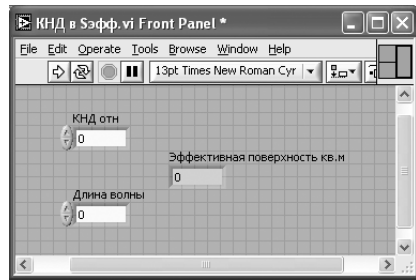 КНД в Sэфф.vi Front Panel *
File Edit Operate Tools Browse Window Help
13pt Times New Roman Cyr
КНД отн
0
Эффективная поверхность кв.м
0
Длина волны
0